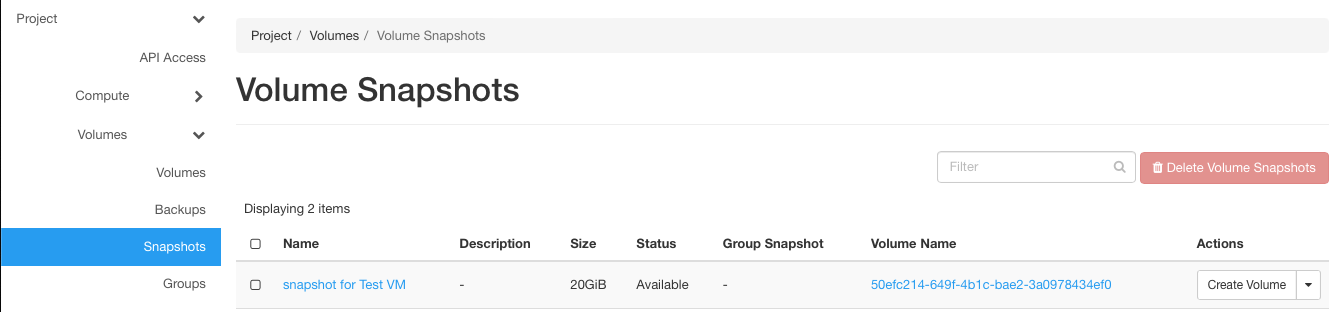 Project
API Access
Compute
Volumes
Volumes
Backups
Snapshots
Groups
Project / Volumes / Volume Snapshots
Volume Snapshots
Filter Delete Volume Snapshots
Displaying 2 items
Name Description Size Status Group Snapshot Volume Name Actions
snapshot for Test VM - 20GiB Available - 50efc214-649f-4b1c-bae2-3a0978434ef0 Create Volume